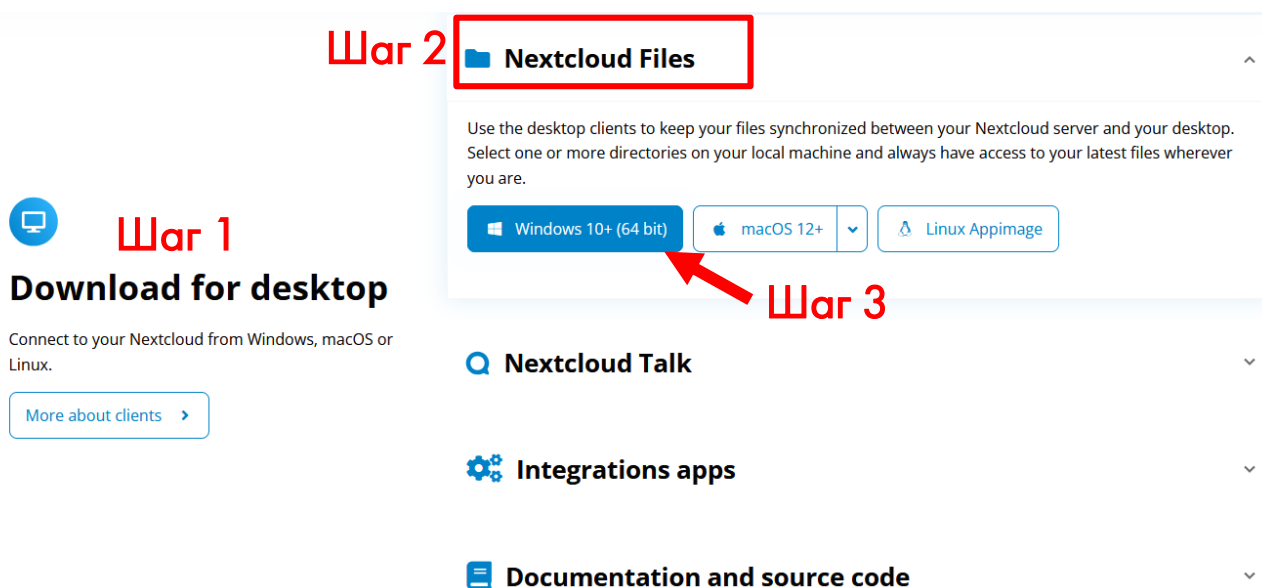 Шаг 2
Nextcloud Files
Use the desktop clients to keep your files synchronized between your Nextcloud server and your desktop.
Select one or more directories on your local machine and always have access to your latest files wherever
you are.
Windows 10+ (64 bit)
macOS 12+
Linux Appimage
Шаг 1
Шаг 3
Download for desktop
Connect to your Nextcloud from Windows, macOS or
Linux.
More about clients
Nextcloud Talk
Integrations apps
Documentation and source code